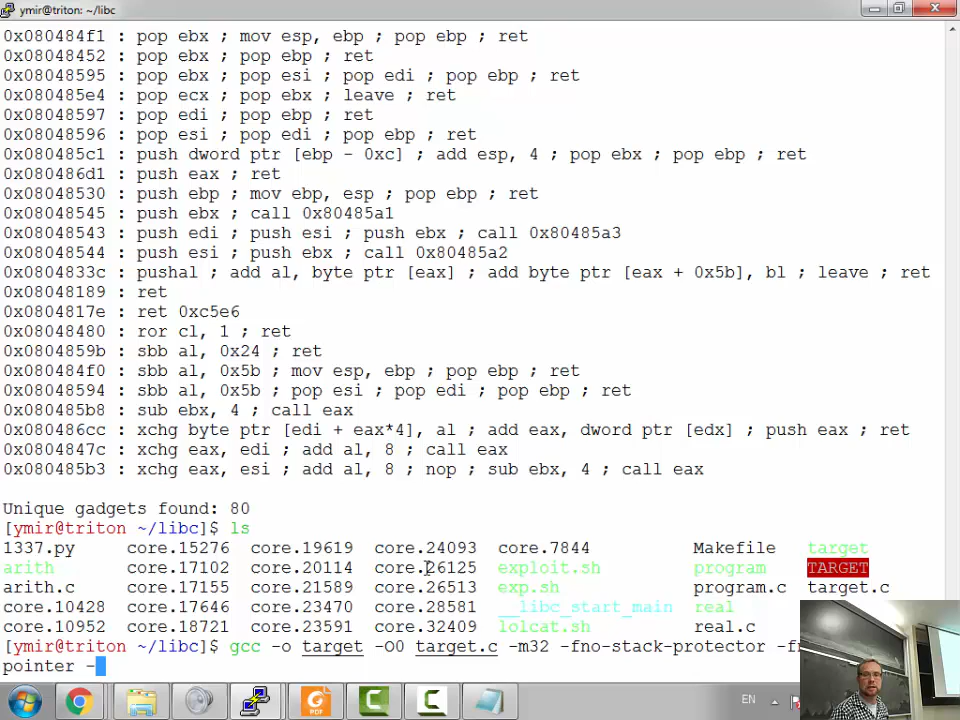 ymir@triton: ~/libc
0x080484f1 : pop ebx ; mov esp, ebp ; pop ebp ; ret
0x08048452 : pop ebx ; pop ebp ; ret
0x08048595 : pop ebx ; pop esi ; pop edi ; pop ebp ; ret
0x080485e4 : pop ecx ; pop ebx ; leave ; ret
0x08048597 : pop edi ; pop ebp ; ret
0x08048596 : pop esi ; pop edi ; pop ebp ; ret
0x080485c1 : push dword ptr [ebp - 0xc] ; add esp, 4 ; pop ebx ; pop ebp ; ret
0x080486d1 : push eax ; ret
0x08048530 : push ebp ; mov ebp, esp ; pop ebp ; ret
0x08048545 : push ebx ; call 0x80485a1
0x08048543 : push edi ; push esi ; push ebx ; call 0x80485a3
0x08048544 : push esi ; push ebx ; call 0x80485a2
0x0804833c : pushal ; add al, byte ptr [eax] ; add byte ptr [eax + 0x5b], bl ; leave ; ret
0x08048189 : ret
0x0804817e : ret 0xc5e6
0x08048480 : ror cl, 1 ; ret
0x0804859b : sbb al, 0x24 ; ret
0x080484f0 : sbb al, 0x5b ; mov esp, ebp ; pop ebp ; ret
0x08048594 : sbb al, 0x5b ; pop esi ; pop edi ; pop ebp ; ret
0x080485b8 : sub ebx, 4 ; call eax
0x080486cc : xchg byte ptr [edi + eax*4], al ; add eax, dword ptr [edx] ; push eax ; ret
0x0804847c : xchg eax, edi ; add al, 8 ; call eax
0x080485b3 : xchg eax, esi ; add al, 8 ; nop ; sub ebx, 4 ; call eax
Unique gadgets found: 80
[ymir@triton ~/libc]$ ls
1337.py core.15276 core.19619 core.24093 core.7844 Makefile target
arith core.17102 core.20114 core.26125 exploit.sh program TARGET
arith.c core.17155 core.21589 core.26513 exp.sh program.c target.c
core.10428 core.17646 core.23470 core.28581 __libc_start_main real
core.10952 core.18721 core.23591 core.32409 lolcat.sh real.c
[ymir@triton ~/libc]$ gcc -o target -O0 target.c -m32 -fno-stack-protector -f
pointer -
EN